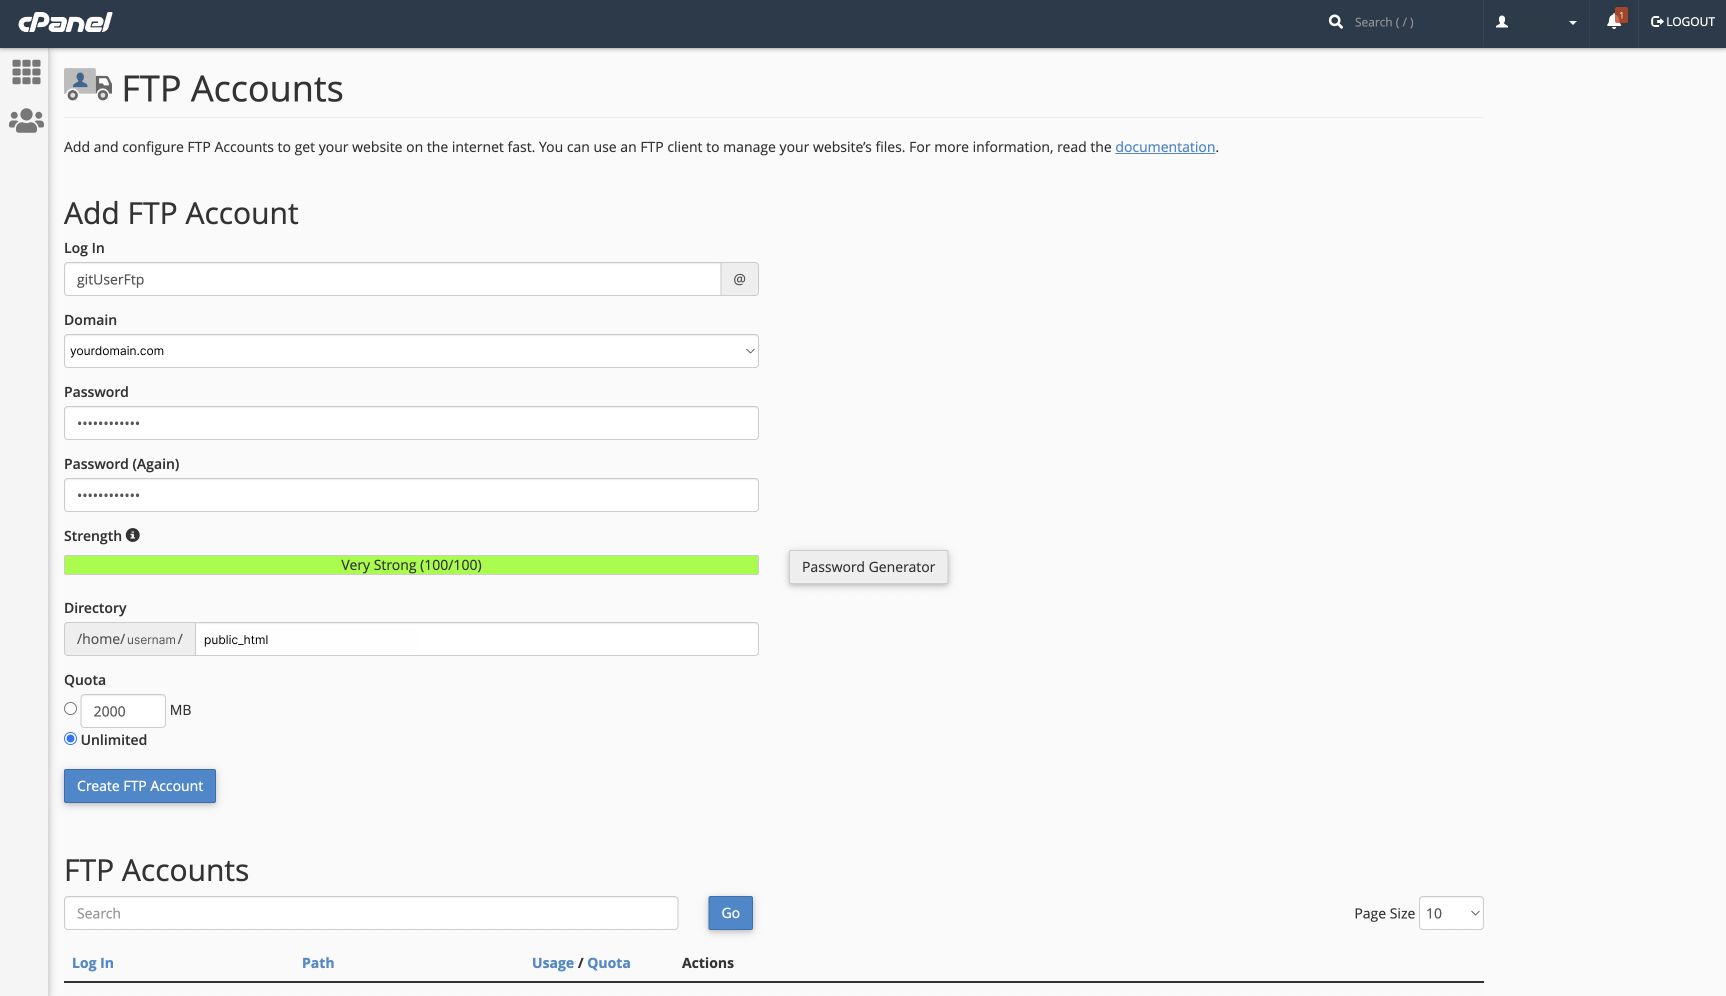 cPanel
Search ( / )
1
LOGOUT
FTP Accounts
Add and configure FTP Accounts to get your website on the internet fast. You can use an FTP client to manage your website’s files. For more information, read the documentation.
Add FTP Account
Log In
gitUserFtp @
Domain
yourdomain.com
Password
••••••••••••
Password (Again)
••••••••••••
Strength
Very Strong (100/100)
Password Generator
Directory
/home/ usernam / public_html
Quota
2000 MB
Unlimited
Create FTP Account
FTP Accounts
Search
Go
Page Size 10
Log In Path Usage / Quota Actions